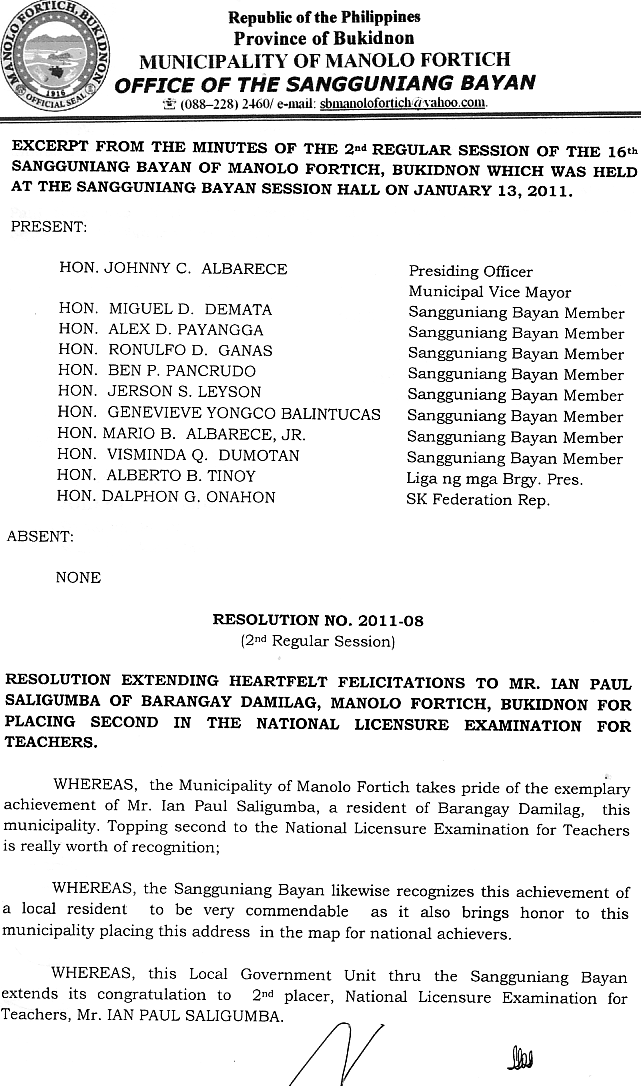 MANOLO FORTICH, BUKIDNON
1916
OFFICIAL SEAL
Republic of the Philippines
Province of Bukidnon
MUNICIPALITY OF MANOLO FORTICH
OFFICE OF THE SANGGUNIANG BAYAN
☏ (088–228) 2460/ e-mail: sbmanolofortich@yahoo.com.
EXCERPT FROM THE MINUTES OF THE 2nd REGULAR SESSION OF THE 16th
SANGGUNIANG BAYAN OF MANOLO FORTICH, BUKIDNON WHICH WAS HELD
AT THE SANGGUNIANG BAYAN SESSION HALL ON JANUARY 13, 2011.
PRESENT:
HON. JOHNNY C. ALBARECE Presiding Officer
Municipal Vice Mayor
HON. MIGUEL D. DEMATA Sangguniang Bayan Member
HON. ALEX D. PAYANGGA Sangguniang Bayan Member
HON. RONULFO D. GANAS Sangguniang Bayan Member
HON. BEN P. PANCRUDO Sangguniang Bayan Member
HON. JERSON S. LEYSON Sangguniang Bayan Member
HON. GENEVIEVE YONGCO BALINTUCAS Sangguniang Bayan Member
HON. MARIO B. ALBARECE, JR. Sangguniang Bayan Member
HON. VISMINDA Q. DUMOTAN Sangguniang Bayan Member
HON. ALBERTO B. TINOY Liga ng mga Brgy. Pres.
HON. DALPHON G. ONAHON SK Federation Rep.
ABSENT:
NONE
RESOLUTION NO. 2011-08
(2nd Regular Session)
RESOLUTION EXTENDING HEARTFELT FELICITATIONS TO MR. IAN PAUL
SALIGUMBA OF BARANGAY DAMILAG, MANOLO FORTICH, BUKIDNON FOR
PLACING SECOND IN THE NATIONAL LICENSURE EXAMINATION FOR
TEACHERS.
WHEREAS, the Municipality of Manolo Fortich takes pride of the exemplary
achievement of Mr. Ian Paul Saligumba, a resident of Barangay Damilag, this
municipality. Topping second to the National Licensure Examination for Teachers
is really worth of recognition;
WHEREAS, the Sangguniang Bayan likewise recognizes this achievement of
a local resident to be very commendable as it also brings honor to this
municipality placing this address in the map for national achievers.
WHEREAS, this Local Government Unit thru the Sangguniang Bayan
extends its congratulation to 2nd placer, National Licensure Examination for
Teachers, Mr. IAN PAUL SALIGUMBA.